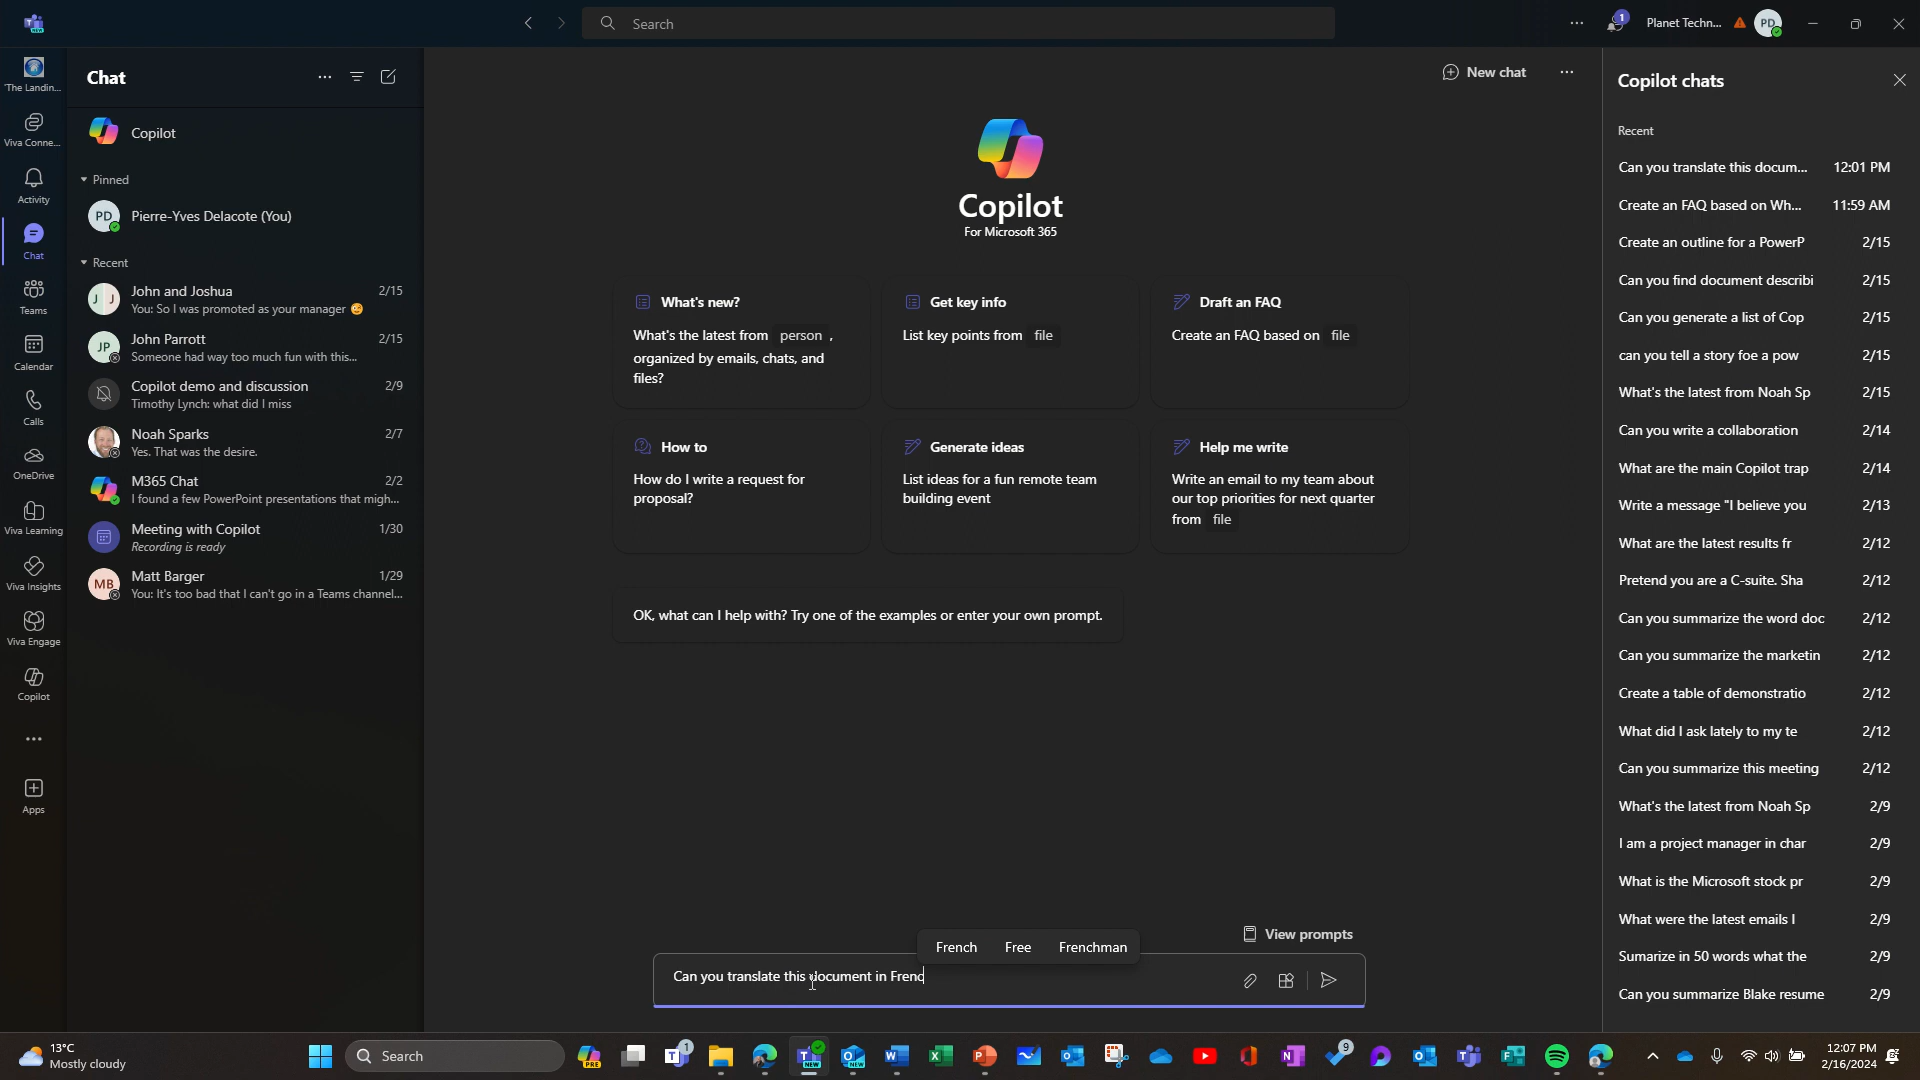 Search
Planet Techn...
PD
1
NEW
'The Landin...
Viva Conne...
Activity
Chat
Teams
Calendar
Calls
OneDrive
Viva Learning
Viva Insights
Viva Engage
Copilot
Apps
Chat
Copilot
Pinned
PD
Pierre-Yves Delacote (You)
Recent
J J
John and Joshua 2/15
You: So I was promoted as your manager
JP
John Parrott 2/15
Someone had way too much fun with this...
Copilot demo and discussion 2/9
Timothy Lynch: what did I miss
Noah Sparks 2/7
Yes. That was the desire.
M365 Chat 2/2
I found a few PowerPoint presentations that migh...
Meeting with Copilot 1/30
Recording is ready
MB
Matt Barger 1/29
You: It's too bad that I can't go in a Teams channel...
New chat
Copilot
For Microsoft 365
What's new?
What's the latest from person ,
organized by emails, chats, and
files?
Get key info
List key points from file
Draft an FAQ
Create an FAQ based on file
How to
How do I write a request for
proposal?
Generate ideas
List ideas for a fun remote team
building event
Help me write
Write an email to my team about
our top priorities for next quarter
from file
OK, what can I help with? Try one of the examples or enter your own prompt.
View prompts
French Free Frenchman
Can you translate this document in Frenc
Copilot chats
Recent
Can you translate this docum... 12:01 PM
Create an FAQ based on Wh... 11:59 AM
Create an outline for a PowerP 2/15
Can you find document describi 2/15
Can you generate a list of Cop 2/15
can you tell a story foe a pow 2/15
What's the latest from Noah Sp 2/15
Can you write a collaboration 2/14
What are the main Copilot trap 2/14
Write a message "I believe you 2/13
What are the latest results fr 2/12
Pretend you are a C-suite. Sha 2/12
Can you summarize the word doc 2/12
Can you summarize the marketin 2/12
Create a table of demonstratio 2/12
What did I ask lately to my te 2/12
Can you summarize this meeting 2/12
What's the latest from Noah Sp 2/9
I am a project manager in char 2/9
What is the Microsoft stock pr 2/9
What were the latest emails I 2/9
Sumarize in 50 words what the 2/9
Can you summarize Blake resume 2/9
13°C
Mostly cloudy
Search
PRE
1
9
12:07 PM
2/16/2024